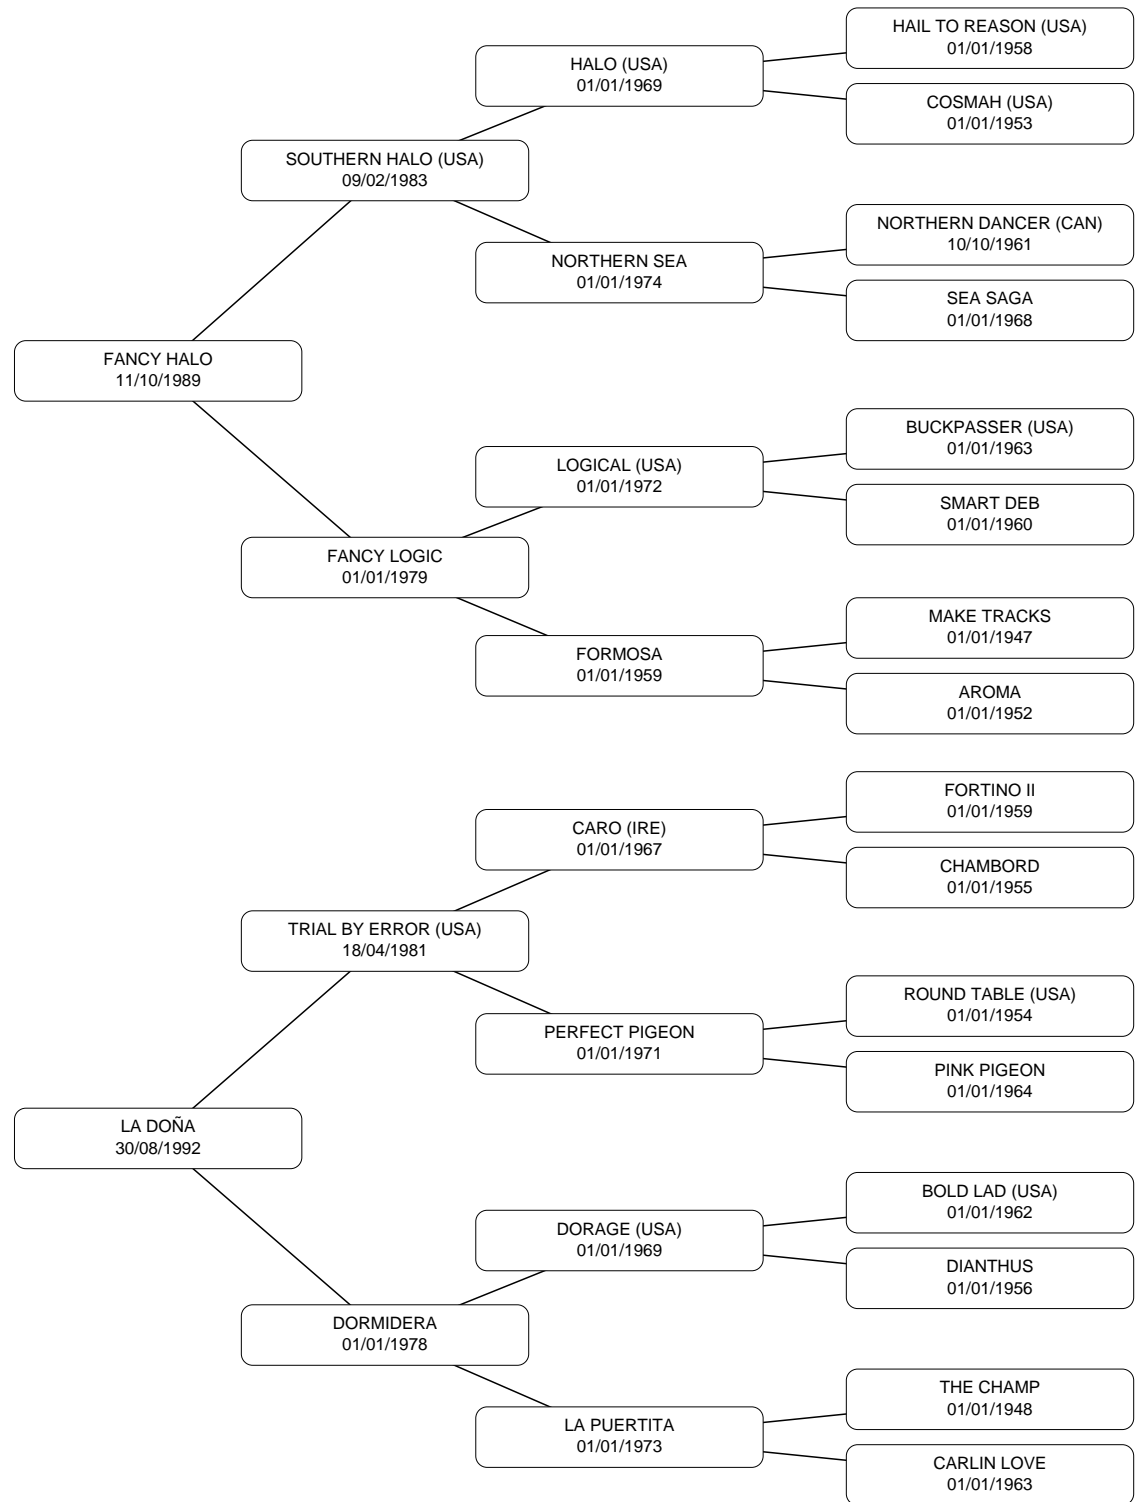 HAIL TO REASON (USA)
01/01/1958
HALO (USA)
01/01/1969
COSMAH (USA)
01/01/1953
SOUTHERN HALO (USA)
09/02/1983
NORTHERN DANCER (CAN)
10/10/1961
NORTHERN SEA
01/01/1974
SEA SAGA
01/01/1968
FANCY HALO
11/10/1989
BUCKPASSER (USA)
01/01/1963
LOGICAL (USA)
01/01/1972
SMART DEB
01/01/1960
FANCY LOGIC
01/01/1979
MAKE TRACKS
01/01/1947
FORMOSA
01/01/1959
AROMA
01/01/1952
FORTINO II
01/01/1959
CARO (IRE)
01/01/1967
CHAMBORD
01/01/1955
TRIAL BY ERROR (USA)
18/04/1981
ROUND TABLE (USA)
01/01/1954
PERFECT PIGEON
01/01/1971
PINK PIGEON
01/01/1964
LA DOÑA
30/08/1992
BOLD LAD (USA)
01/01/1962
DORAGE (USA)
01/01/1969
DIANTHUS
01/01/1956
DORMIDERA
01/01/1978
THE CHAMP
01/01/1948
LA PUERTITA
01/01/1973
CARLIN LOVE
01/01/1963